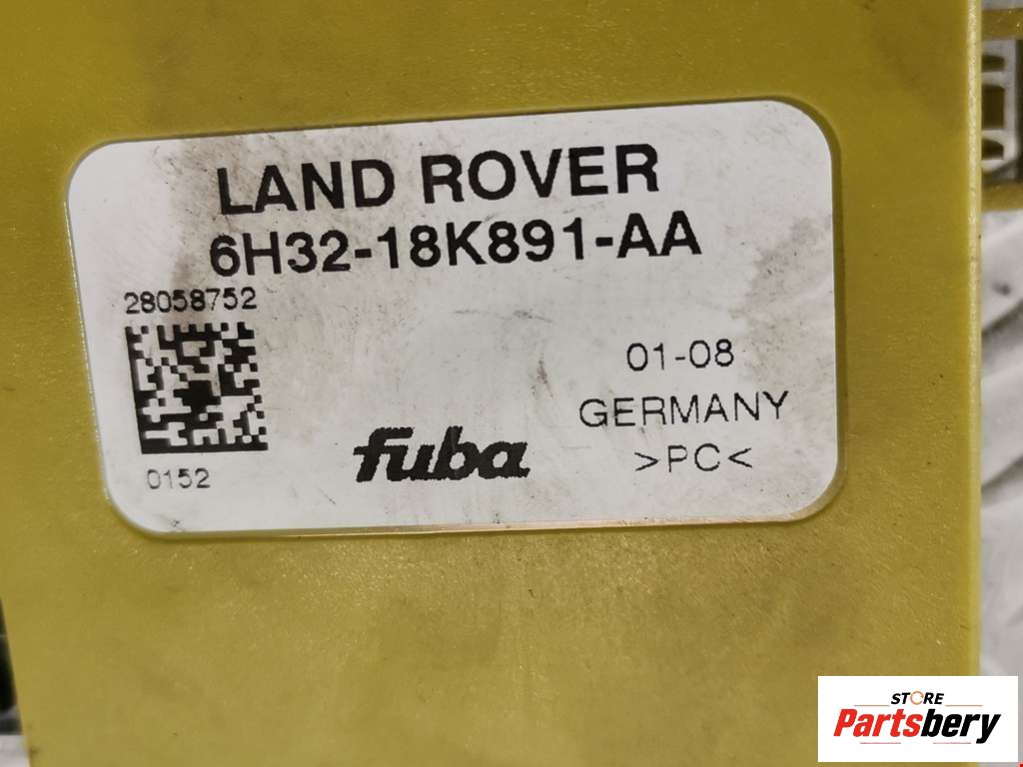 LAND ROVER
6H32-18K891-AA
28058752
01-08
GERMANY
>PC<
fuba
0152
STORE
Partsbery